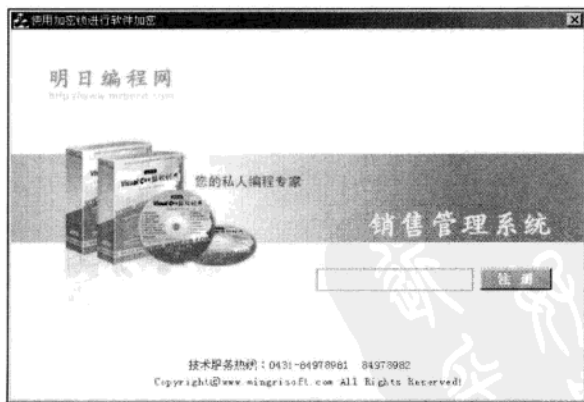 使用加密锁进行软件加密
明日编程网
Visual C++
您的私人编程专家
销售管理系统
注 册
技术服务热线：0431-84978981 84978982
Copyright@www.mingrisoft.com All Rights Reserved!